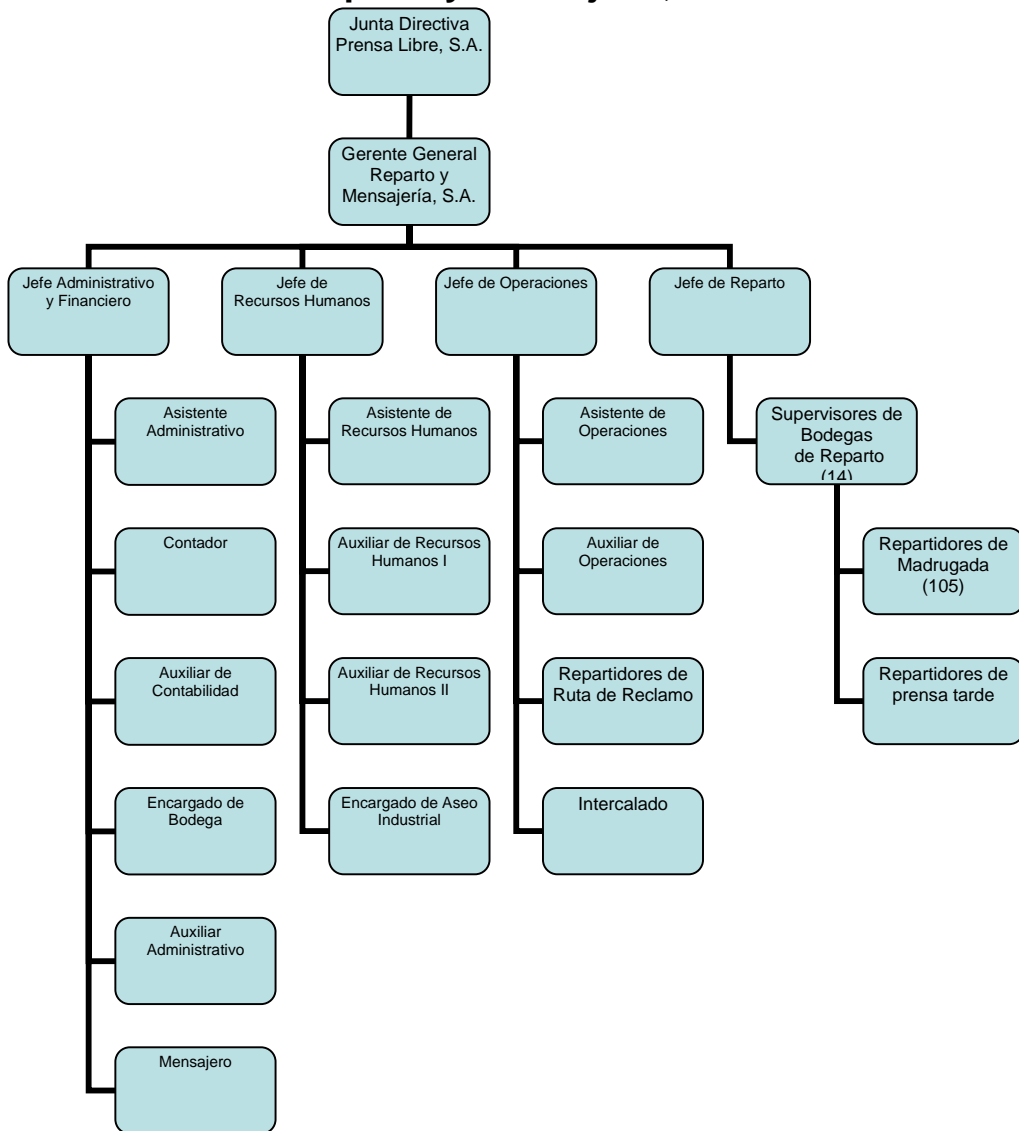 Junta Directiva
Prensa Libre, S.A.
Gerente General
Reparto y
Mensajería, S.A.
Jefe Administrativo
y Financiero
Jefe de
Recursos Humanos
Jefe de Operaciones
Jefe de Reparto
Asistente
Administrativo
Contador
Auxiliar de
Contabilidad
Encargado de
Bodega
Auxiliar
Administrativo
Mensajero
Asistente de
Recursos Humanos
Auxiliar de Recursos
Humanos I
Auxiliar de Recursos
Humanos II
Encargado de Aseo
Industrial
Asistente de
Operaciones
Auxiliar de
Operaciones
Repartidores de
Ruta de Reclamo
Intercalado
Supervisores de
Bodegas
de Reparto
(14)
Repartidores de
Madrugada
(105)
Repartidores de
prensa tarde